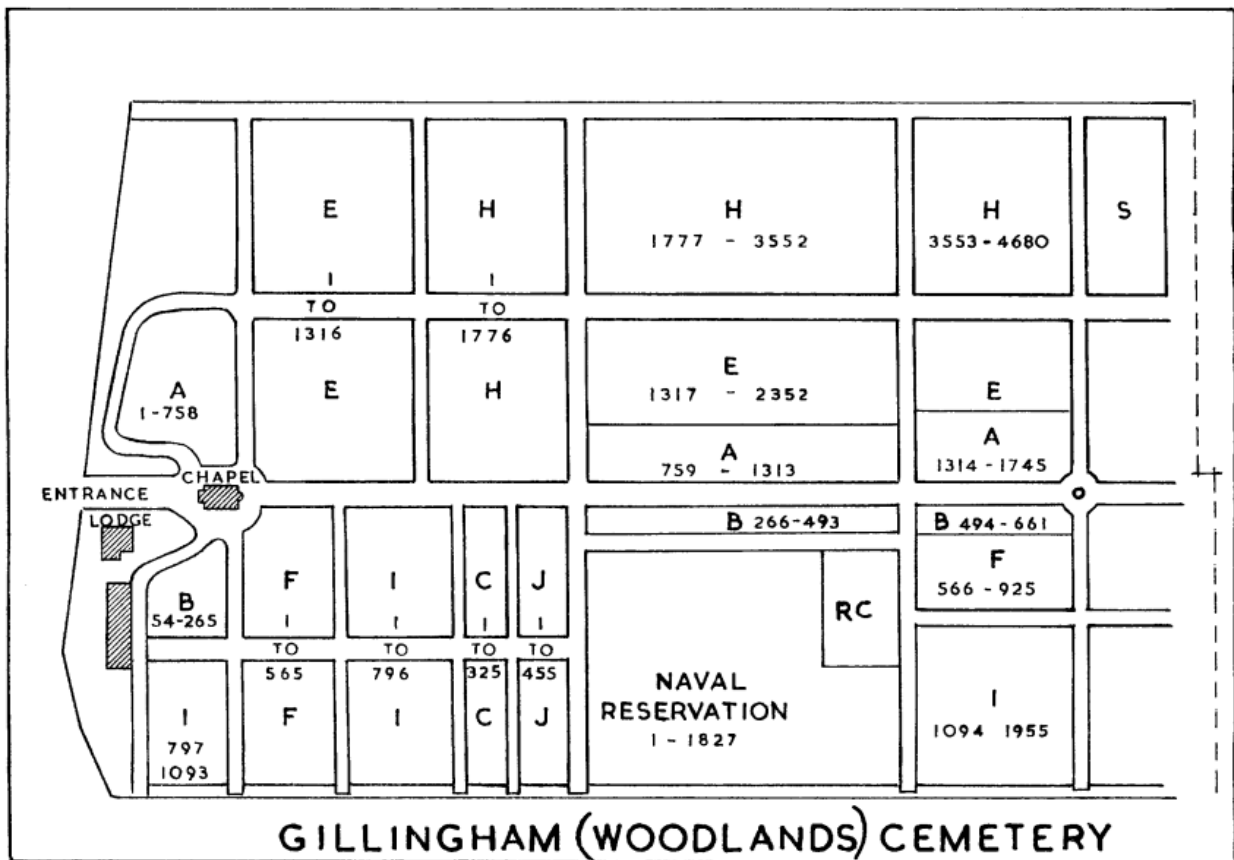 E
H
H
1777 - 3552
H
3553-4680
S
1
TO
1316
1
TO
1776
A
1-758
E
H
E
1317 - 2352
A
759 - 1313
E
A
1314-1745
CHAPEL
ENTRANCE
LODGE
B 266-493
B 494-661
B
54-265
F
1
TO
565
F
I
1
TO
796
I
C
1
TO
325
C
J
1
TO
455
J
RC
F
566-925
I
797
1093
NAVAL
RESERVATION
1 - 1827
I
1094 1955
GILLINGHAM (WOODLANDS) CEMETERY